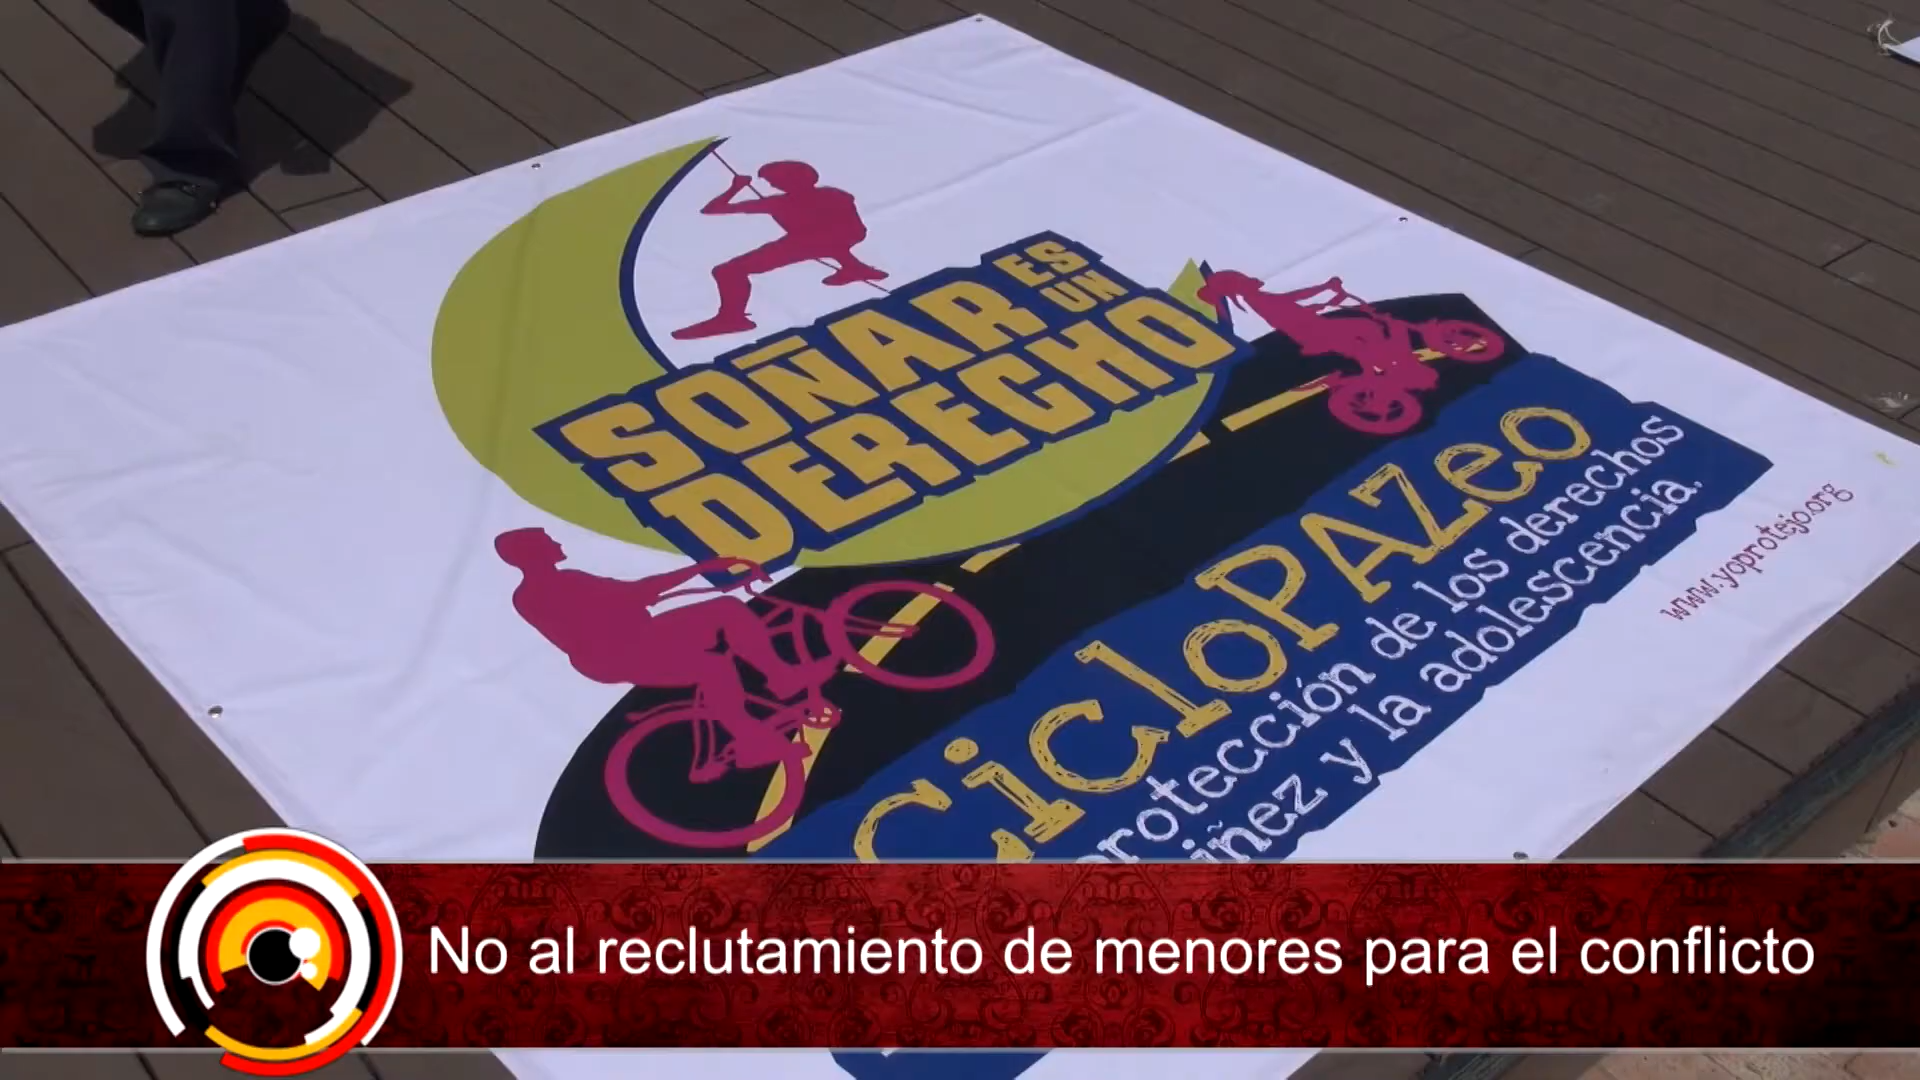 SOÑAR ES UN
DERECHO
CicloPAZeo
protección de los derechos
niñez y la adolescencia.
www.yoprotejo.org
No al reclutamiento de menores para el conflicto